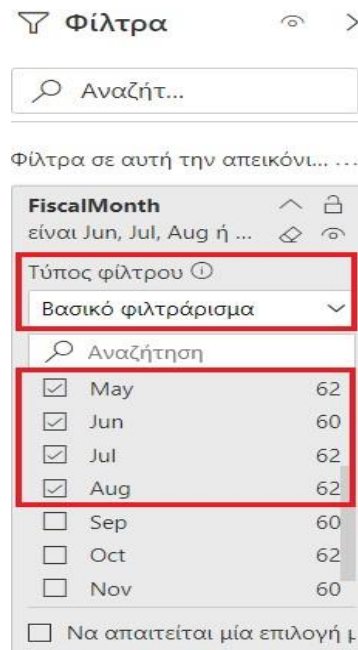 Φίλτρα
Αναζήτ...
Φίλτρα σε αυτή την απεικόνι... ...
FiscalMonth
είναι Jun, Jul, Aug ή ...
Τύπος φίλτρου
Βασικό φιλτράρισμα
Αναζήτηση
May 62
Jun 60
Jul 62
Aug 62
Sep 60
Oct 62
Nov 60
Να απαιτείται μία επιλογή